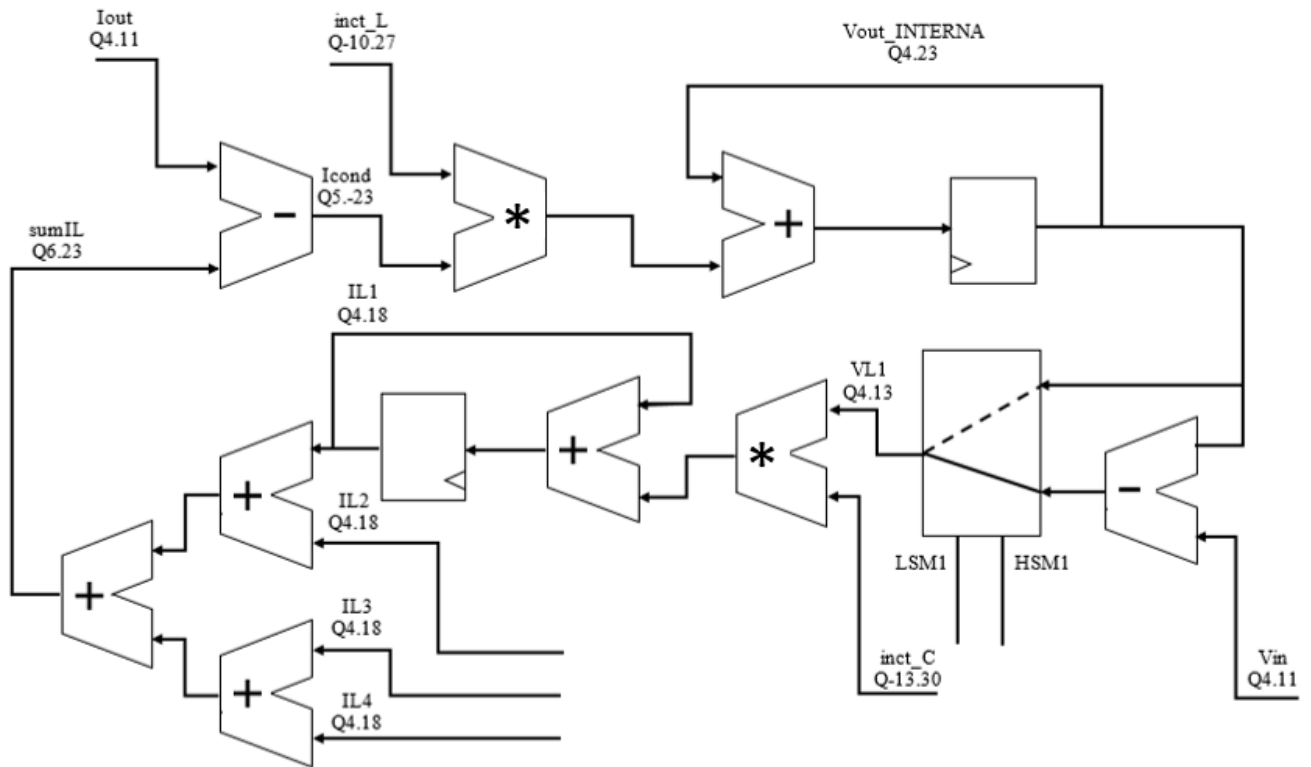 Iout
Q4.11
inct_L
Q-10.27
Vout_INTERNA
Q4.23
Icond
Q5.-23
-
*
+
sumIL
Q6.23
IL1
Q4.18
VL1
Q4.13
+
*
-
+
IL2
Q4.18
LSM1
HSM1
+
IL3
Q4.18
+
IL4
Q4.18
inct_C
Q-13.30
Vin
Q4.11